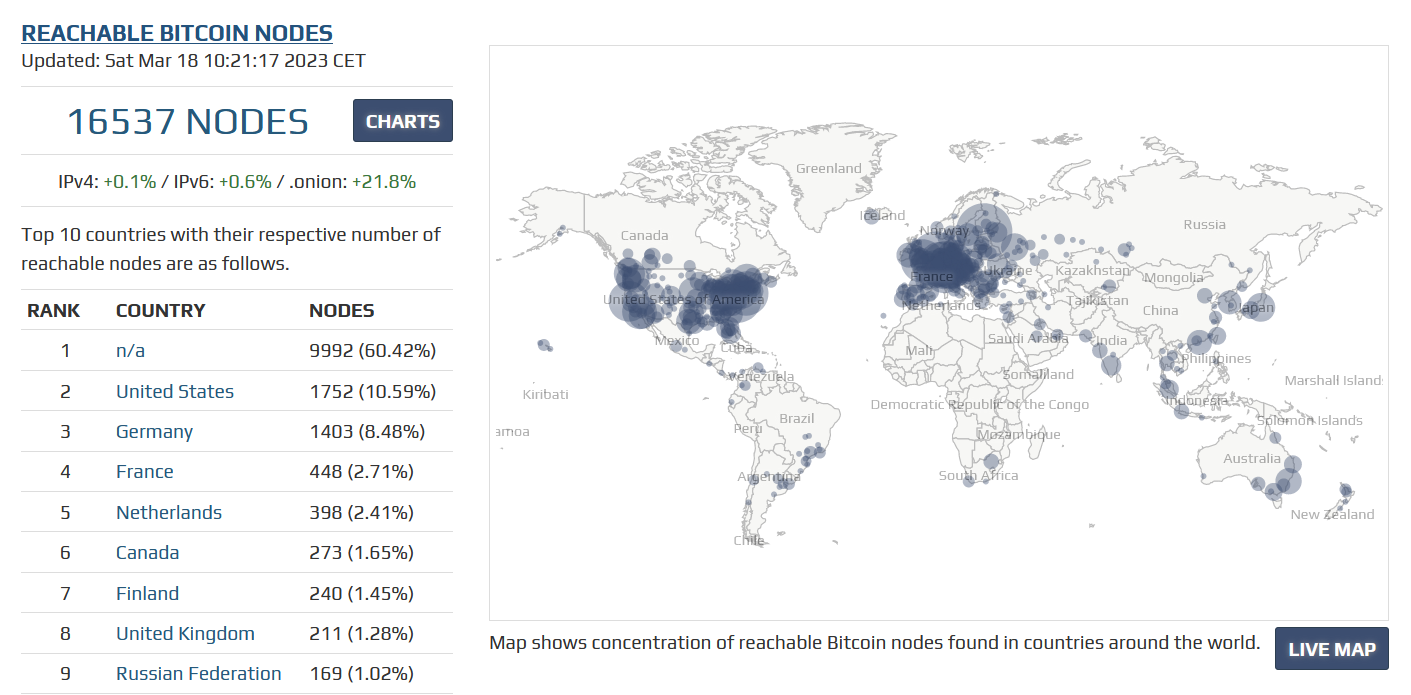 REACHABLE BITCOIN NODES
Updated: Sat Mar 18 10:21:17 2023 CET
16537 NODES
CHARTS
IPv4: +0.1% / IPv6: +0.6% / .onion: +21.8%
Top 10 countries with their respective number of
reachable nodes are as follows.
RANK COUNTRY NODES
1 n/a 9992 (60.42%)
2 United States 1752 (10.59%)
3 Germany 1403 (8.48%)
4 France 448 (2.71%)
5 Netherlands 398 (2.41%)
6 Canada 273 (1.65%)
7 Finland 240 (1.45%)
8 United Kingdom 211 (1.28%)
9 Russian Federation 169 (1.02%)
Greenland
Iceland
Russia
Norway
Canada
Ukraine
Kazakhstan
Mongolia
France
United States of America
Netherlands
Tajikistan
China
Japan
Mexico
Cuba
Mali
Saudi Arabia
India
Philippines
Venezuela
Somaliland
Marshall Islands
Kiribati
Democratic Republic of the Congo
Indonesia
Brazil
Peru
Solomon Islands
amoa
Mozambique
Australia
Argentina
South Africa
New Zealand
Chile
Map shows concentration of reachable Bitcoin nodes found in countries around the world.
LIVE MAP